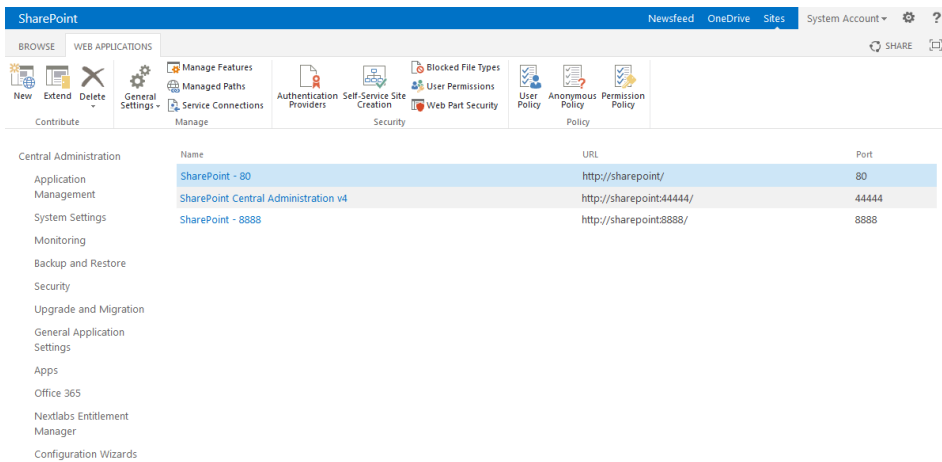 SharePoint
Newsfeed OneDrive Sites System Account ?
BROWSE WEB APPLICATIONS SHARE
New Extend Delete
Contribute
General Settings
Manage Features
Managed Paths
Service Connections
Manage
Authentication Providers
Self-Service Site Creation
Blocked File Types
User Permissions
Web Part Security
Security
User Policy
Anonymous Policy
Permission Policy
Policy
Central Administration
Application
Management
System Settings
Monitoring
Backup and Restore
Security
Upgrade and Migration
General Application
Settings
Apps
Office 365
Nextlabs Entitlement
Manager
Configuration Wizards
Name URL Port
SharePoint - 80 http://sharepoint/ 80
SharePoint Central Administration v4 http://sharepoint:44444/ 44444
SharePoint - 8888 http://sharepoint:8888/ 8888